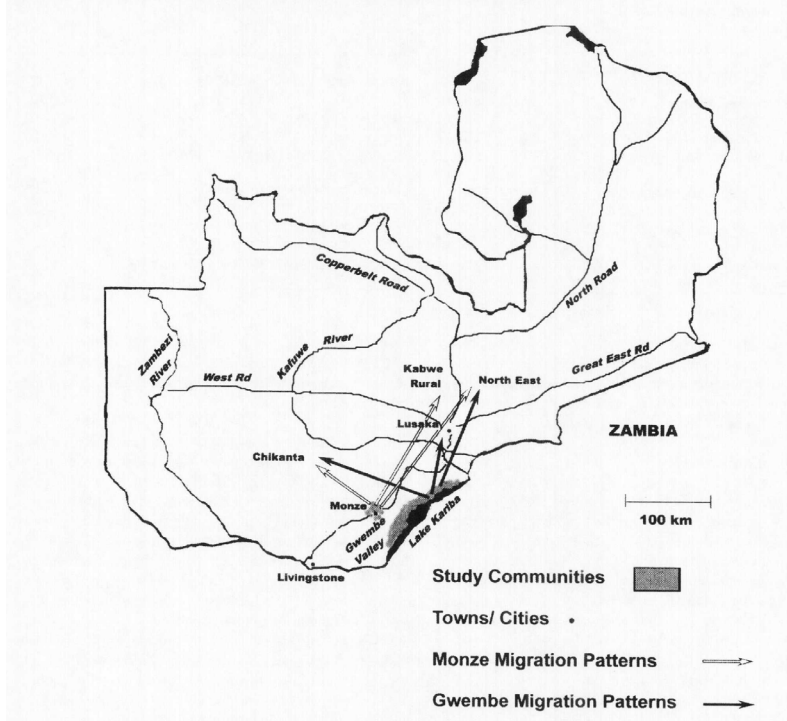 Copperbelt Road
North Road
Zambezi
River
Kafuwe River
West Rd
Kabwe
Rural
North East
Great East Rd
Lusaka
ZAMBIA
Chikanta
Monze
Gwembe
Valley
Lake Kariba
100 km
Livingstone
Study Communities
Towns/ Cities
Monze Migration Patterns
Gwembe Migration Patterns